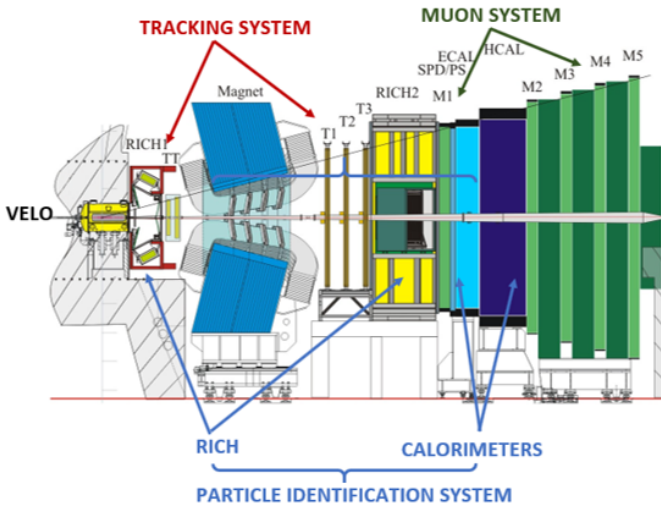 TRACKING SYSTEM
MUON SYSTEM
ECAL
HCAL
SPD/PS
M5
M4
M3
M2
Magnet
RICH2
M1
T3
T2
T1
RICH1
TT
VELO
RICH
CALORIMETERS
PARTICLE IDENTIFICATION SYSTEM